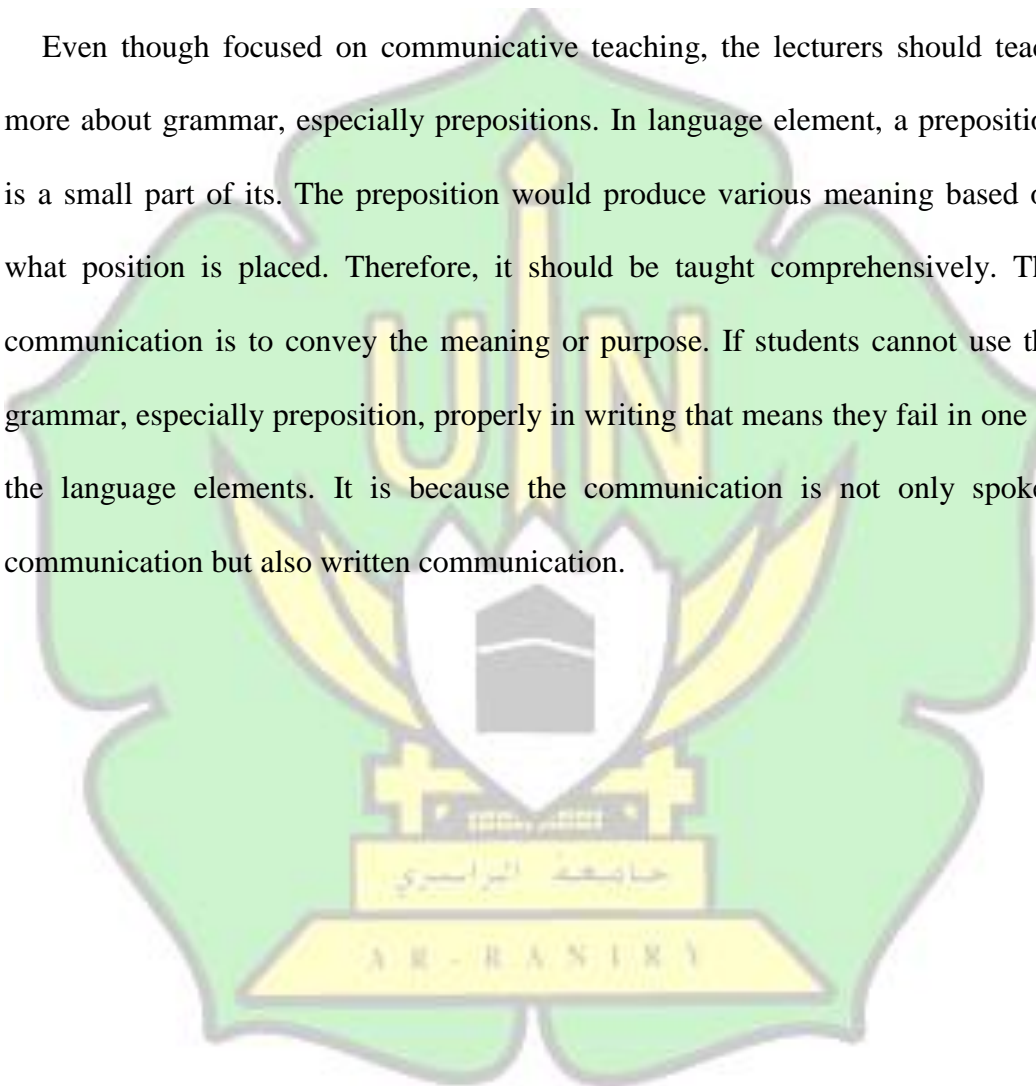 Even though focused on communicative teaching, the lecturers should teac
more about grammar, especially prepositions. In language element, a prepositio
is a small part of its. The preposition would produce various meaning based o
what position is placed. Therefore, it should be taught comprehensively. Th
communication is to convey the meaning or purpose. If students cannot use th
grammar, especially preposition, properly in writing that means they fail in one
the language elements. It is because the communication is not only spoke
communication but also written communication.
UIN
جامعة الرانيري
AR-RANIRY